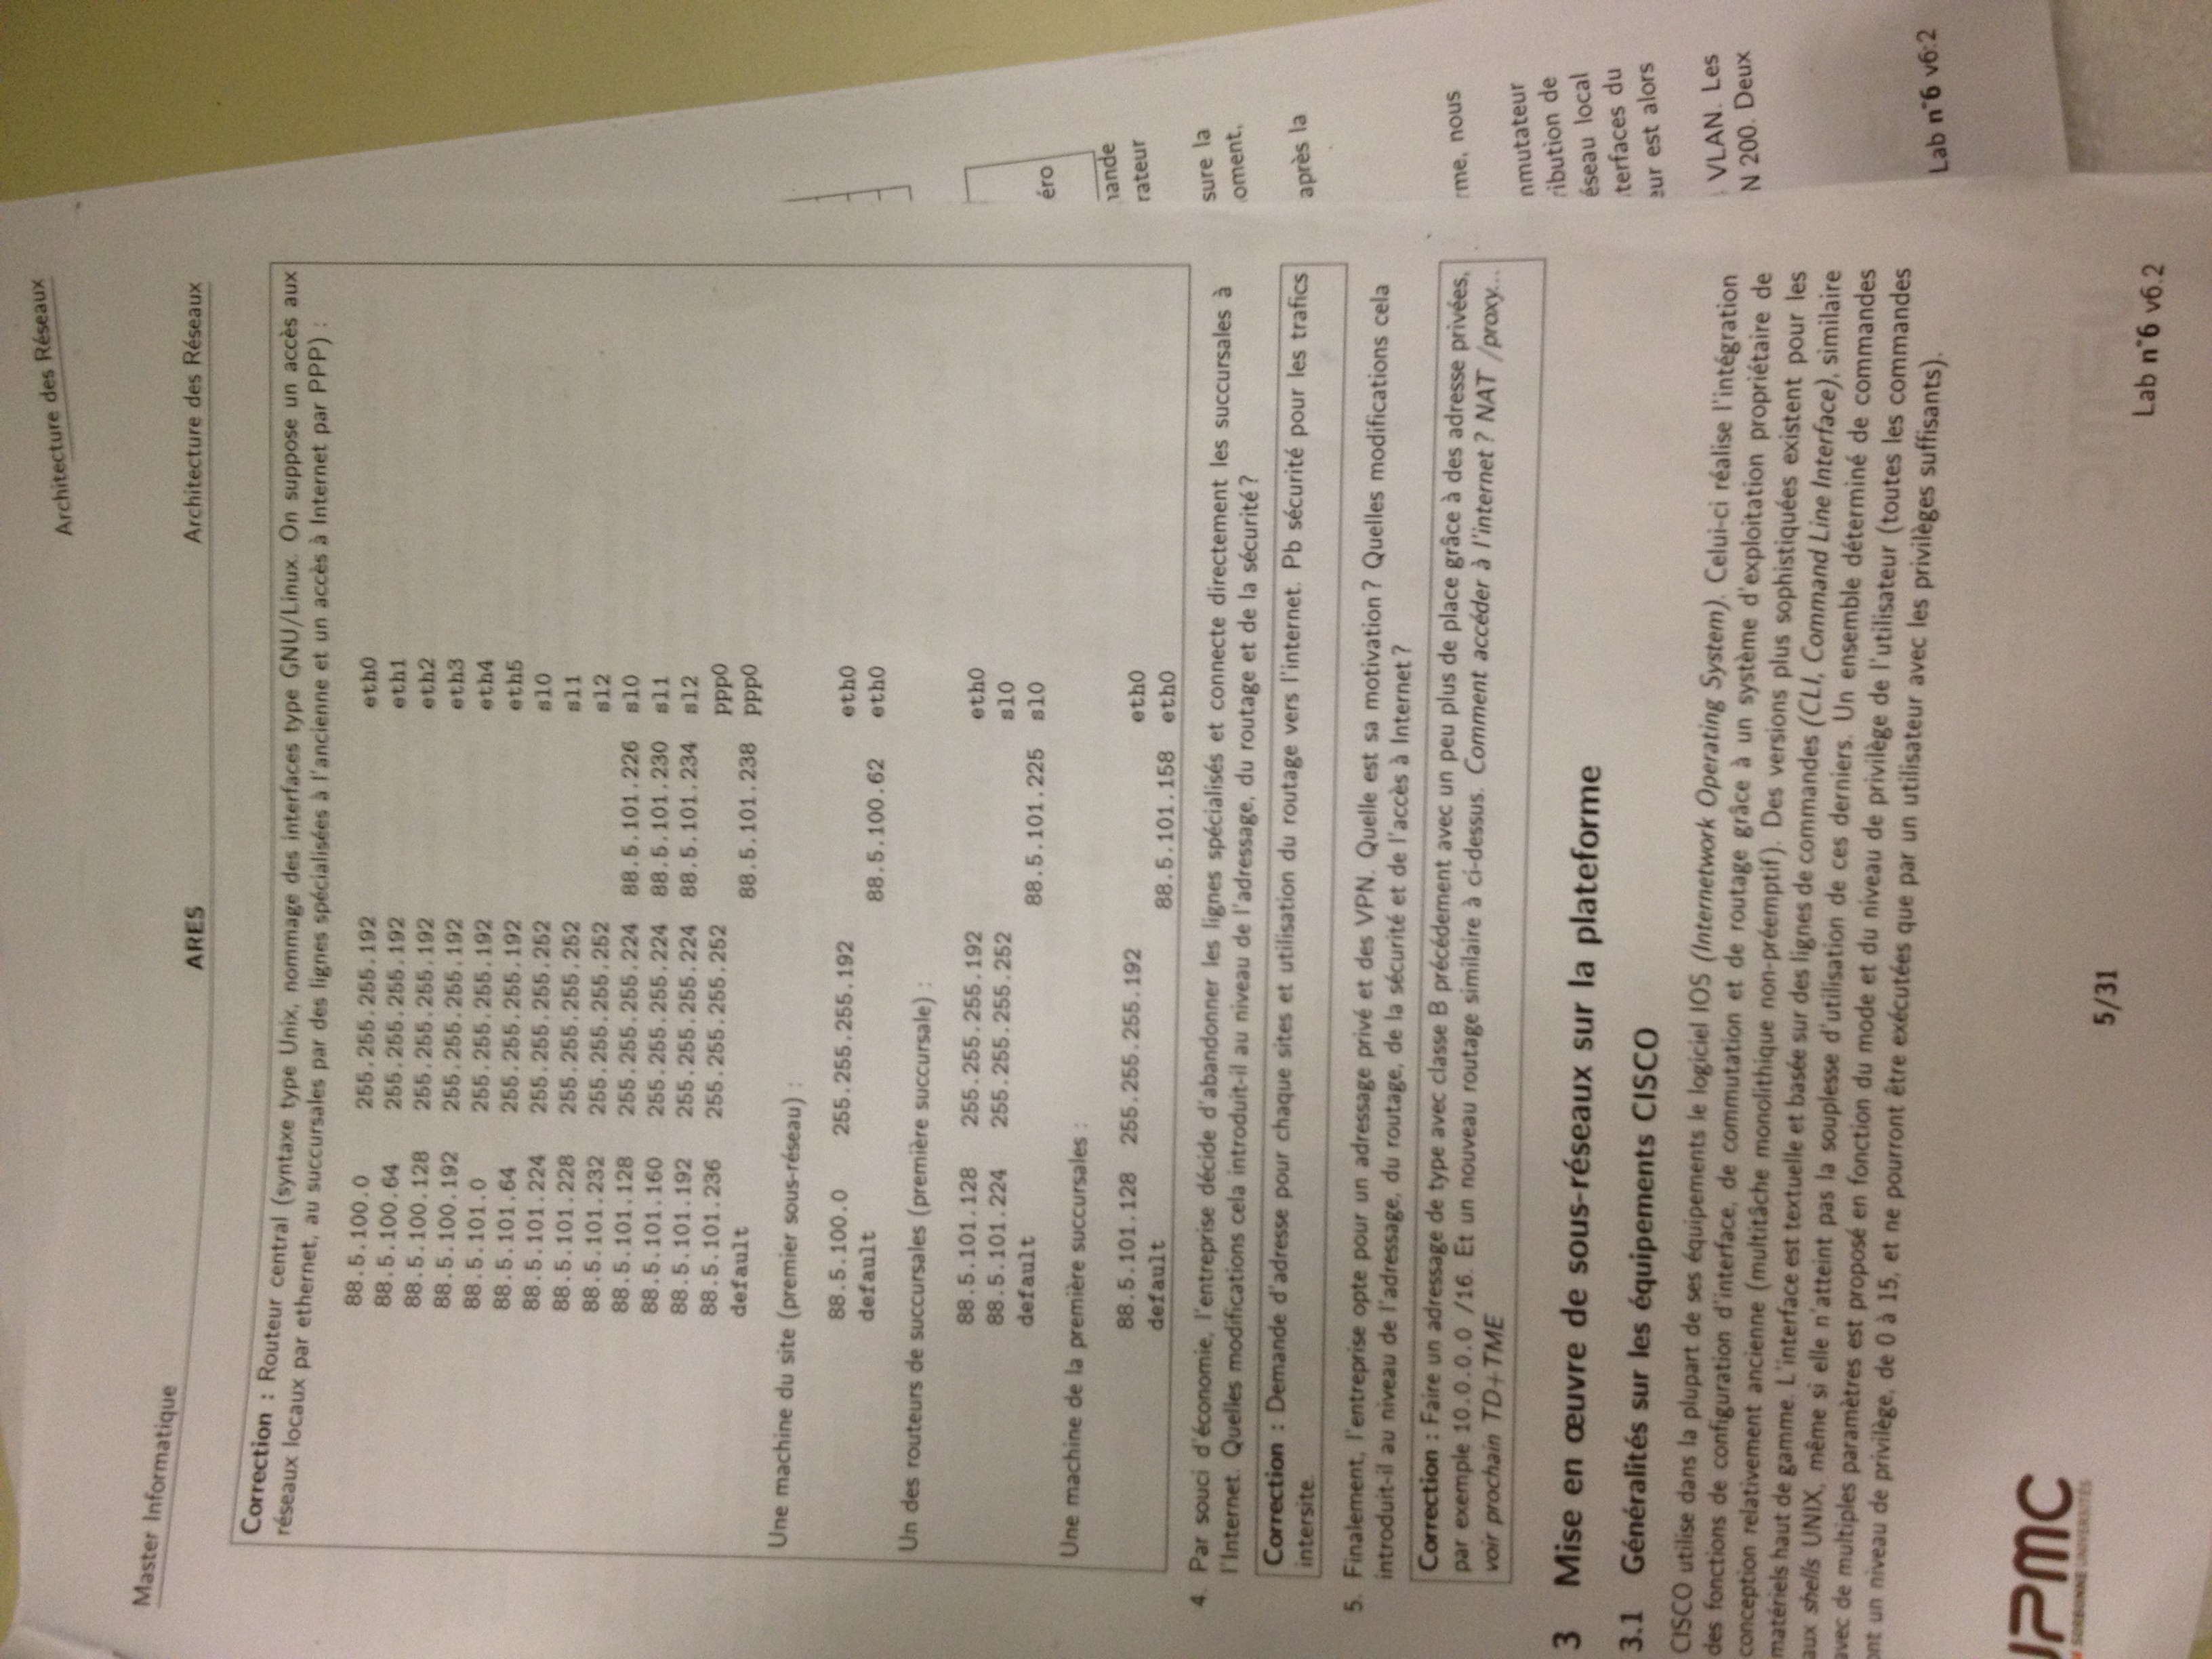 Architecture des Réseaux
Master Informatique
ARES
Architecture des Réseaux
Correction : Routeur central (syntaxe type Unix, nommage des interfaces type GNU/Linux. On suppose un accès aux
réseaux locaux par ethernet, au succursales par des lignes spécialisées à l'ancienne et un accès à Internet par PPP) :
88.5.100.0 255.255.255.192 eth0
88.5.100.64 255.255.255.192 eth1
88.5.100.128 255.255.255.192 eth2
88.5.100.192 255.255.255.192 eth3
88.5.101.0 255.255.255.192 eth4
88.5.101.64 255.255.255.192 eth5
88.5.101.224 255.255.255.252 sl0
88.5.101.228 255.255.255.252 sl1
88.5.101.232 255.255.255.252 sl2
88.5.101.128 255.255.255.224 88.5.101.226 sl0
88.5.101.160 255.255.255.224 88.5.101.230 sl1
88.5.101.192 255.255.255.224 88.5.101.234 sl2
88.5.101.236 255.255.255.252 ppp0
default 88.5.101.238 ppp0
Une machine du site (premier sous-réseau) :
88.5.100.0 255.255.255.192 eth0
default 88.5.100.62 eth0
Un des routeurs de succursales (première succursale) :
88.5.101.128 255.255.255.192 eth0
88.5.101.224 255.255.255.252 sl0
default 88.5.101.225 sl0
Une machine de la première succursales :
88.5.101.128 255.255.255.192 eth0
default 88.5.101.158 eth0
4. Par souci d'économie, l'entreprise décide d'abandonner les lignes spécialisés et connecte directement les succursales à
l'Internet. Quelles modifications cela introduit-il au niveau de l'adressage, du routage et de la sécurité ?
Correction : Demande d'adresse pour chaque sites et utilisation du routage vers l'internet. Pb sécurité pour les trafics
intersite.
5. Finalement, l'entreprise opte pour un adressage privé et des VPN. Quelle est sa motivation ? Quelles modifications cela
introduit-il au niveau de l'adressage, du routage, de la sécurité et de l'accès à Internet ?
Correction : Faire un adressage de type avec classe B précédement avec un peu plus de place grâce à des adresse privées,
par exemple 10.0.0.0 /16. Et un nouveau routage similaire à ci-dessus. Comment accéder à l'internet ? NAT /proxy...
voir prochain TD+TME
3 Mise en œuvre de sous-réseaux sur la plateforme
3.1 Généralités sur les équipements CISCO
CISCO utilise dans la plupart de ses équipements le logiciel IOS (Internetwork Operating System). Celui-ci réalise l'intégration
des fonctions de configuration d'interface, de commutation et de routage grâce à un système d'exploitation propriétaire de
conception relativement ancienne (multitâche monolithique non-préemptif). Des versions plus sophistiquées existent pour les
matériels haut de gamme. L'interface est textuelle et basée sur des lignes de commandes (CLI, Command Line Interface), similaire
aux shells UNIX, même si elle n'atteint pas la souplesse d'utilisation de ces derniers. Un ensemble déterminé de commandes
avec de multiples paramètres est proposé en fonction du mode et du niveau de privilège de l'utilisateur (toutes les commandes
ont un niveau de privilège, de 0 à 15, et ne pourront être exécutées que par un utilisateur avec les privilèges suffisants).
UPMC
SORBONNE UNIVERSITÉS
5/31
Lab n°6 v6.2
éro
nande
rateur
sure la
oment,
après la
rme, nous
nmutateur
ribution de
éseau local
terfaces du
eur est alors
VLAN. Les
N 200. Deux
Lab n°6 v6.2